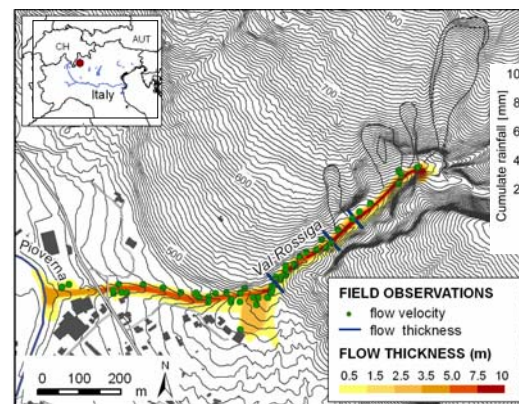 CH
AUT
Italy
800
700
500
Val Rossiga
Pioverna
0 100 200
m
N
FIELD OBSERVATIONS
flow velocity
flow thickness
FLOW THICKNESS (m)
0.5 1.5 2.5 3.5 5.0 7.5 10
Cumulate rainfall [mm]
10
8
6
4
2